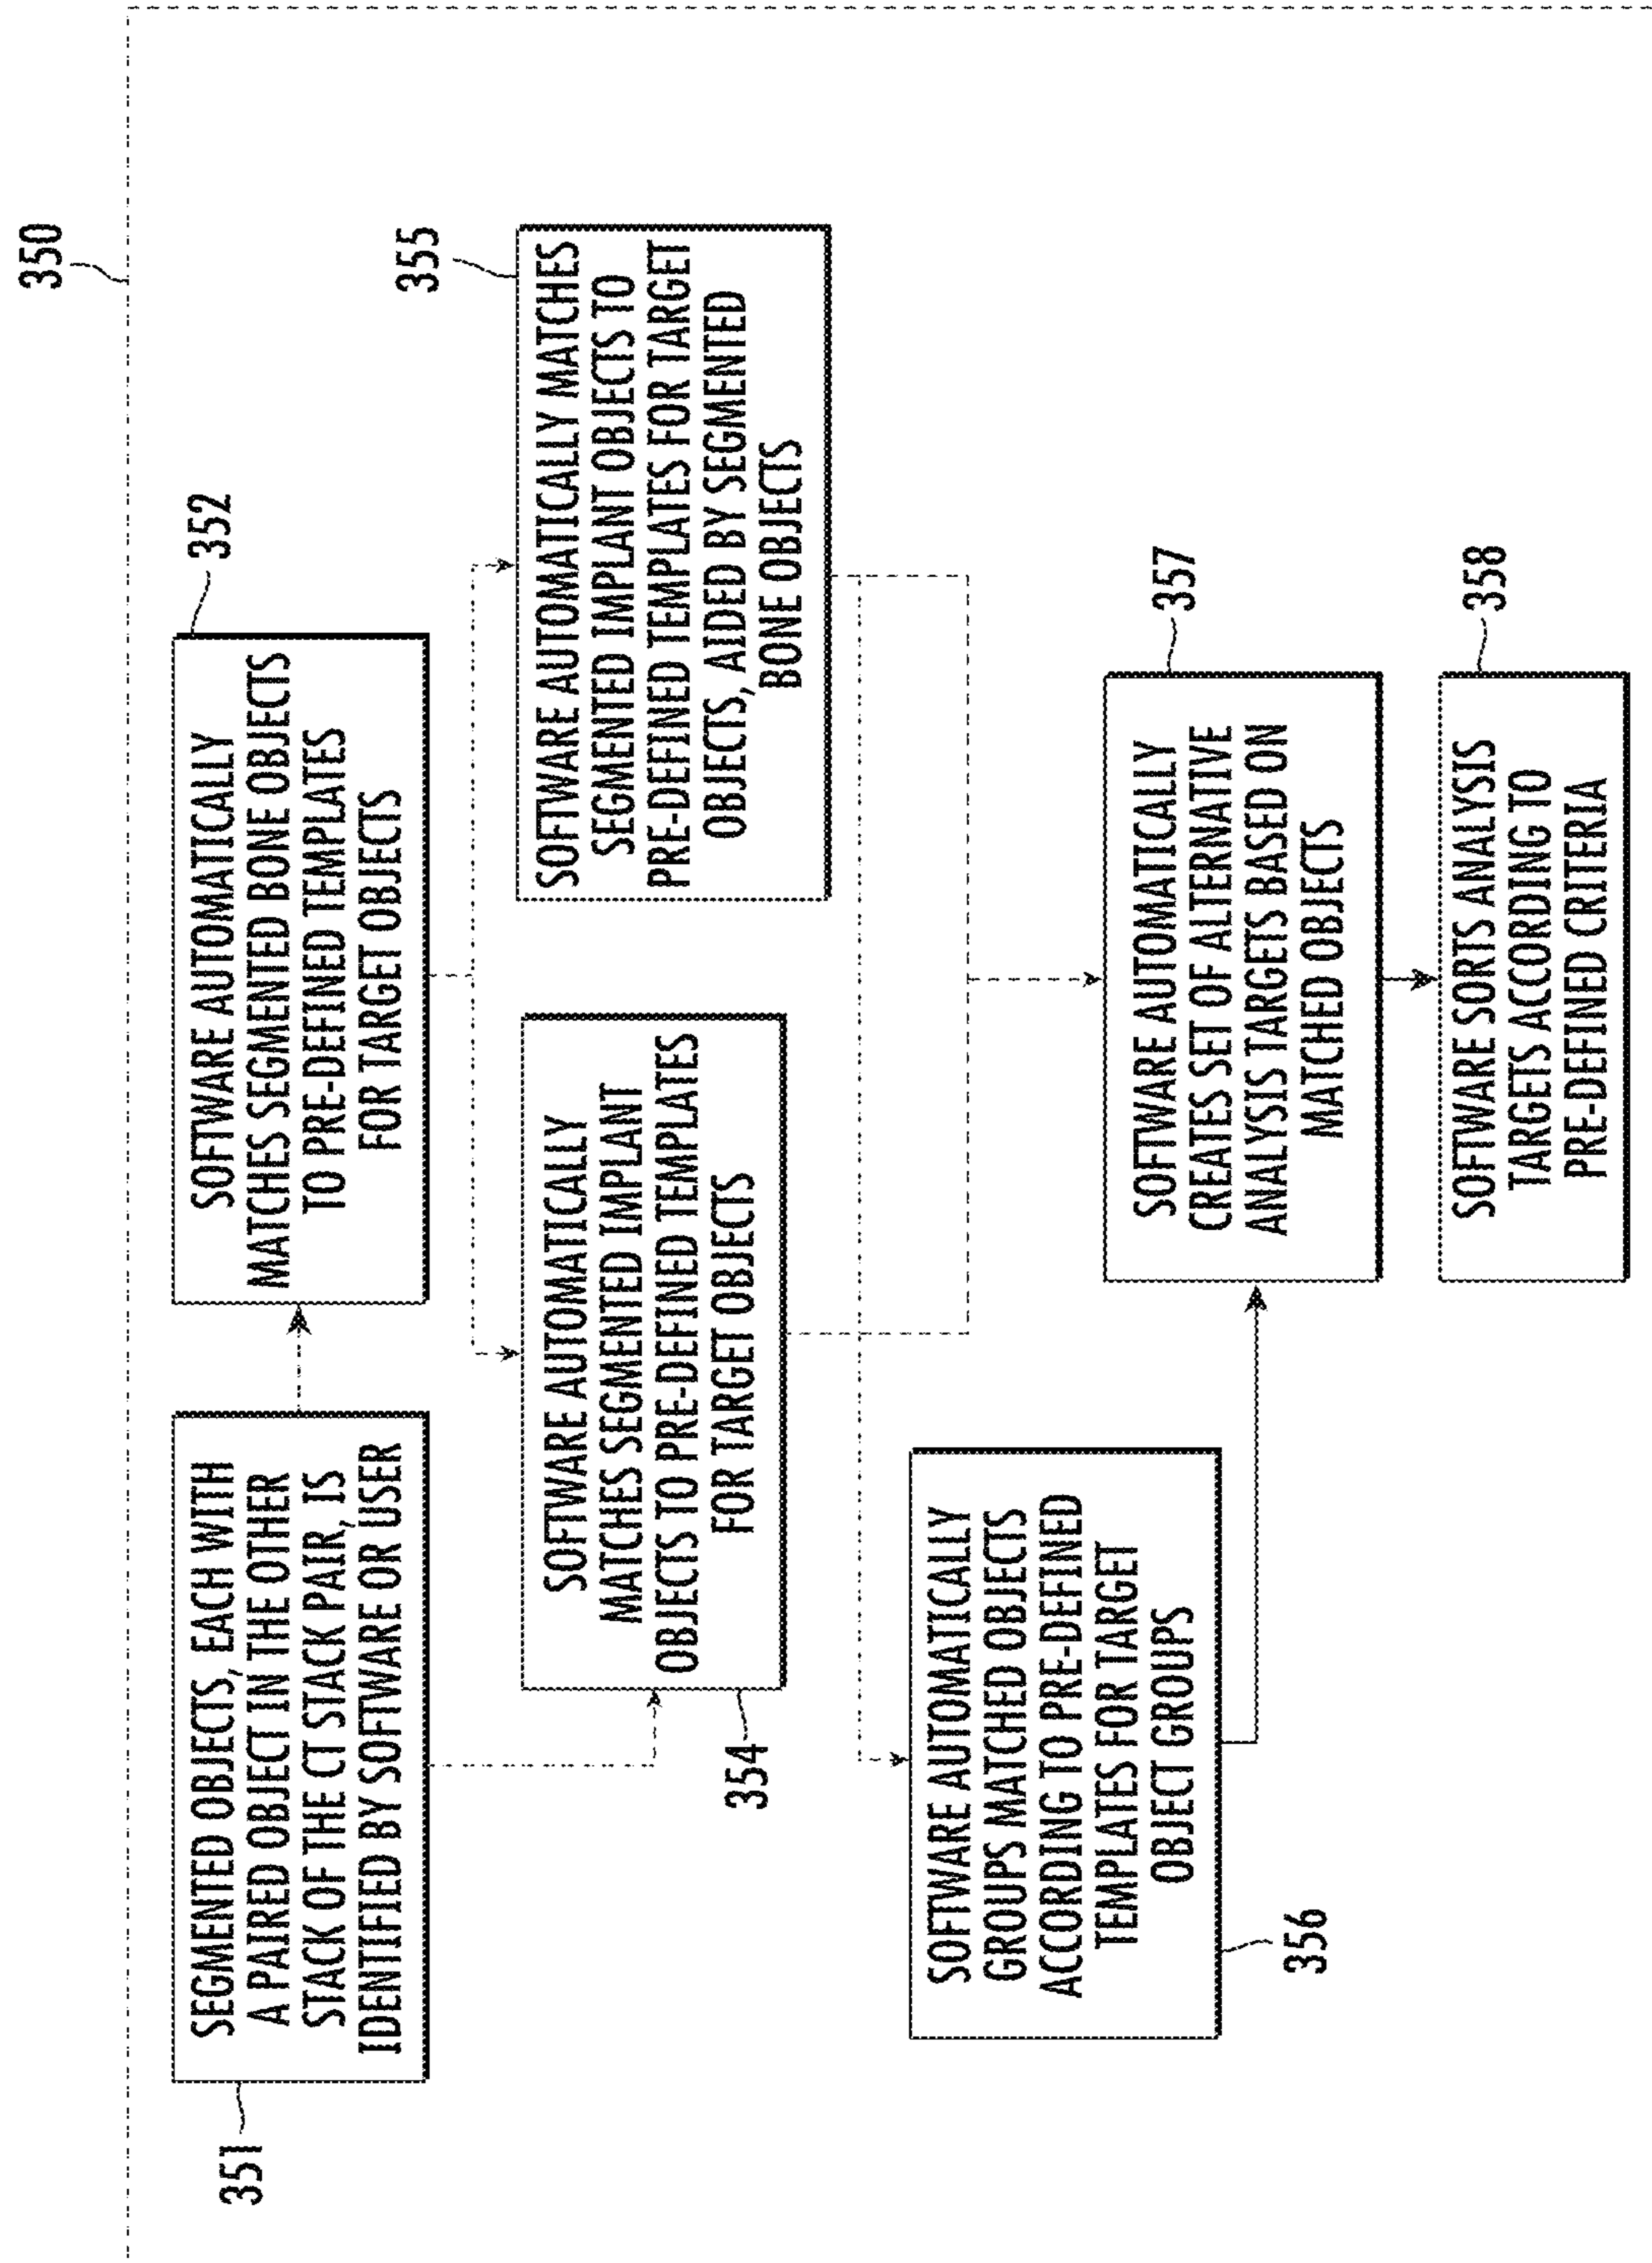 350
351
SEGMENTED OBJECTS, EACH WITH
A PAIRED OBJECT IN THE OTHER
STACK OF THE CT STACK PAIR, IS
IDENTIFIED BY SOFTWARE OR USER
352
SOFTWARE AUTOMATICALLY
MATCHES SEGMENTED BONE OBJECTS
TO PRE-DEFINED TEMPLATES
FOR TARGET OBJECTS
354
SOFTWARE AUTOMATICALLY
MATCHES SEGMENTED IMPLANT
OBJECTS TO PRE-DEFINED TEMPLATES
FOR TARGET OBJECTS
355
SOFTWARE AUTOMATICALLY MATCHES
SEGMENTED IMPLANT OBJECTS TO
PRE-DEFINED TEMPLATES FOR TARGET
OBJECTS, AIDED BY SEGMENTED
BONE OBJECTS
356
SOFTWARE AUTOMATICALLY
GROUPS MATCHED OBJECTS
ACCORDING TO PRE-DEFINED
TEMPLATES FOR TARGET
OBJECT GROUPS
357
SOFTWARE AUTOMATICALLY
CREATES SET OF ALTERNATIVE
ANALYSIS TARGETS BASED ON
MATCHED OBJECTS
358
SOFTWARE SORTS ANALYSIS
TARGETS ACCORDING TO
PRE-DEFINED CRITERIA